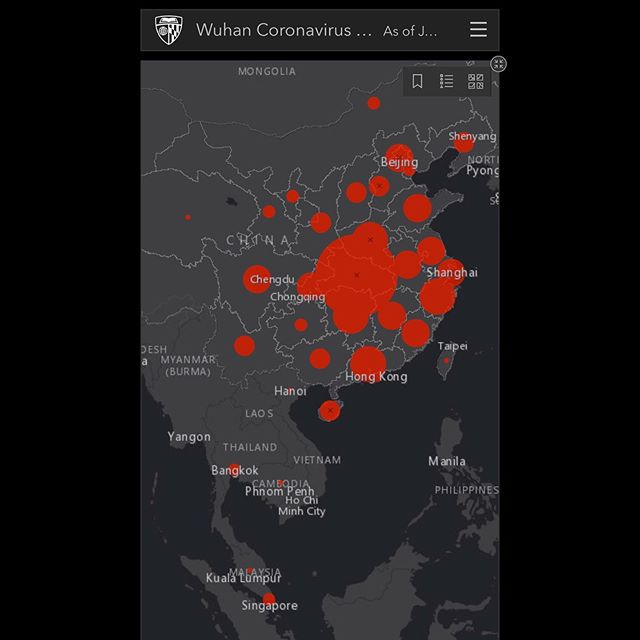 Wuhan Coronavirus ... As of J...
MONGOLIA
Shenyang
Beijing
NORT
Pyong
S
CHINA
Chengdu
Shanghai
Chongqing
Taipei
DESH
a
MYANMAR
(BURMA)
Hong Kong
Hanoi
LAOS
Yangon
THAILAND
VIETNAM
Manila
Bangkok
CAMBODIA
Phnom Penh
PHILIPPINES
Ho Chi
Minh City
MALAYSIA
Kuala Lumpur
Singapore